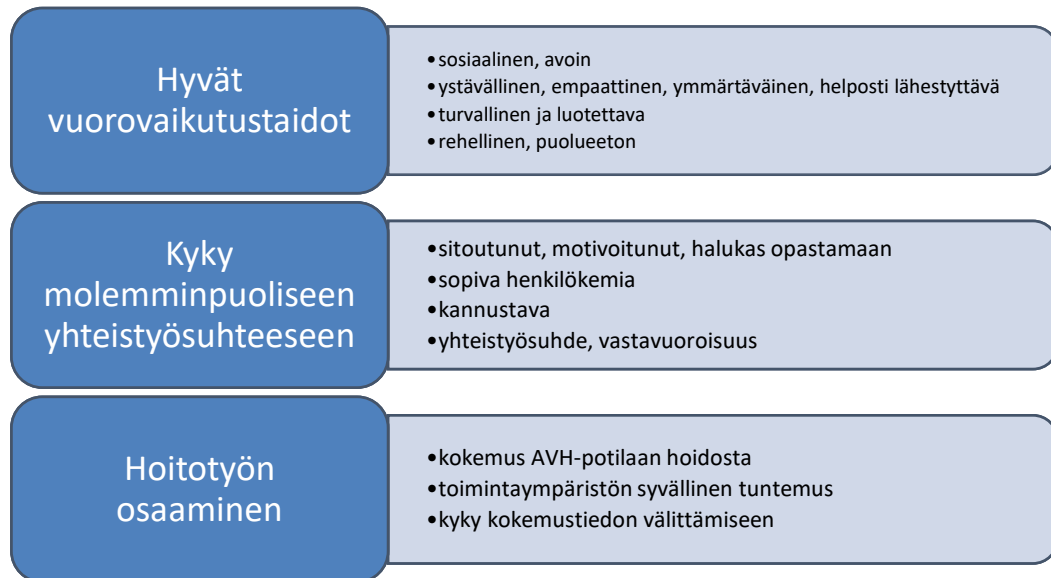 Hyvät
vuorovaikutustaidot
•sosiaalinen, avoin
•ystävällinen, empaattinen, ymmärtäväinen, helposti lähestyttävä
•turvallinen ja luotettava
•rehellinen, puolueeton
Kyky
molemminpuoliseen
yhteistyösuhteeseen
•sitoutunut, motivoitunut, halukas opastamaan
•sopiva henkilökemia
•kannustava
•yhteistyösuhde, vastavuoroisuus
Hoitotyön
osaaminen
•kokemus AVH-potilaan hoidosta
•toimintaympäristön syvällinen tuntemus
•kyky kokemustiedon välittämiseen